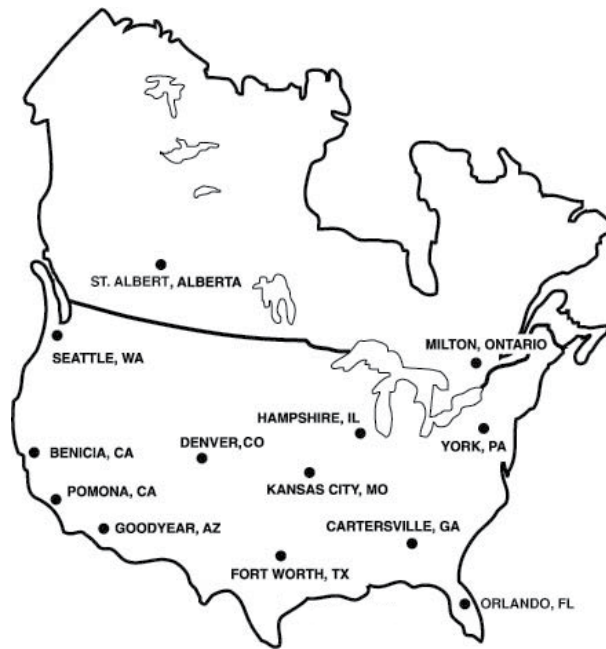 ST. ALBERT, ALBERTA
SEATTLE, WA
MILTON, ONTARIO
HAMPSHIRE, IL
DENVER,CO
YORK, PA
BENICIA, CA
KANSAS CITY, MO
POMONA, CA
GOODYEAR, AZ
CARTERSVILLE, GA
FORT WORTH, TX
ORLANDO, FL